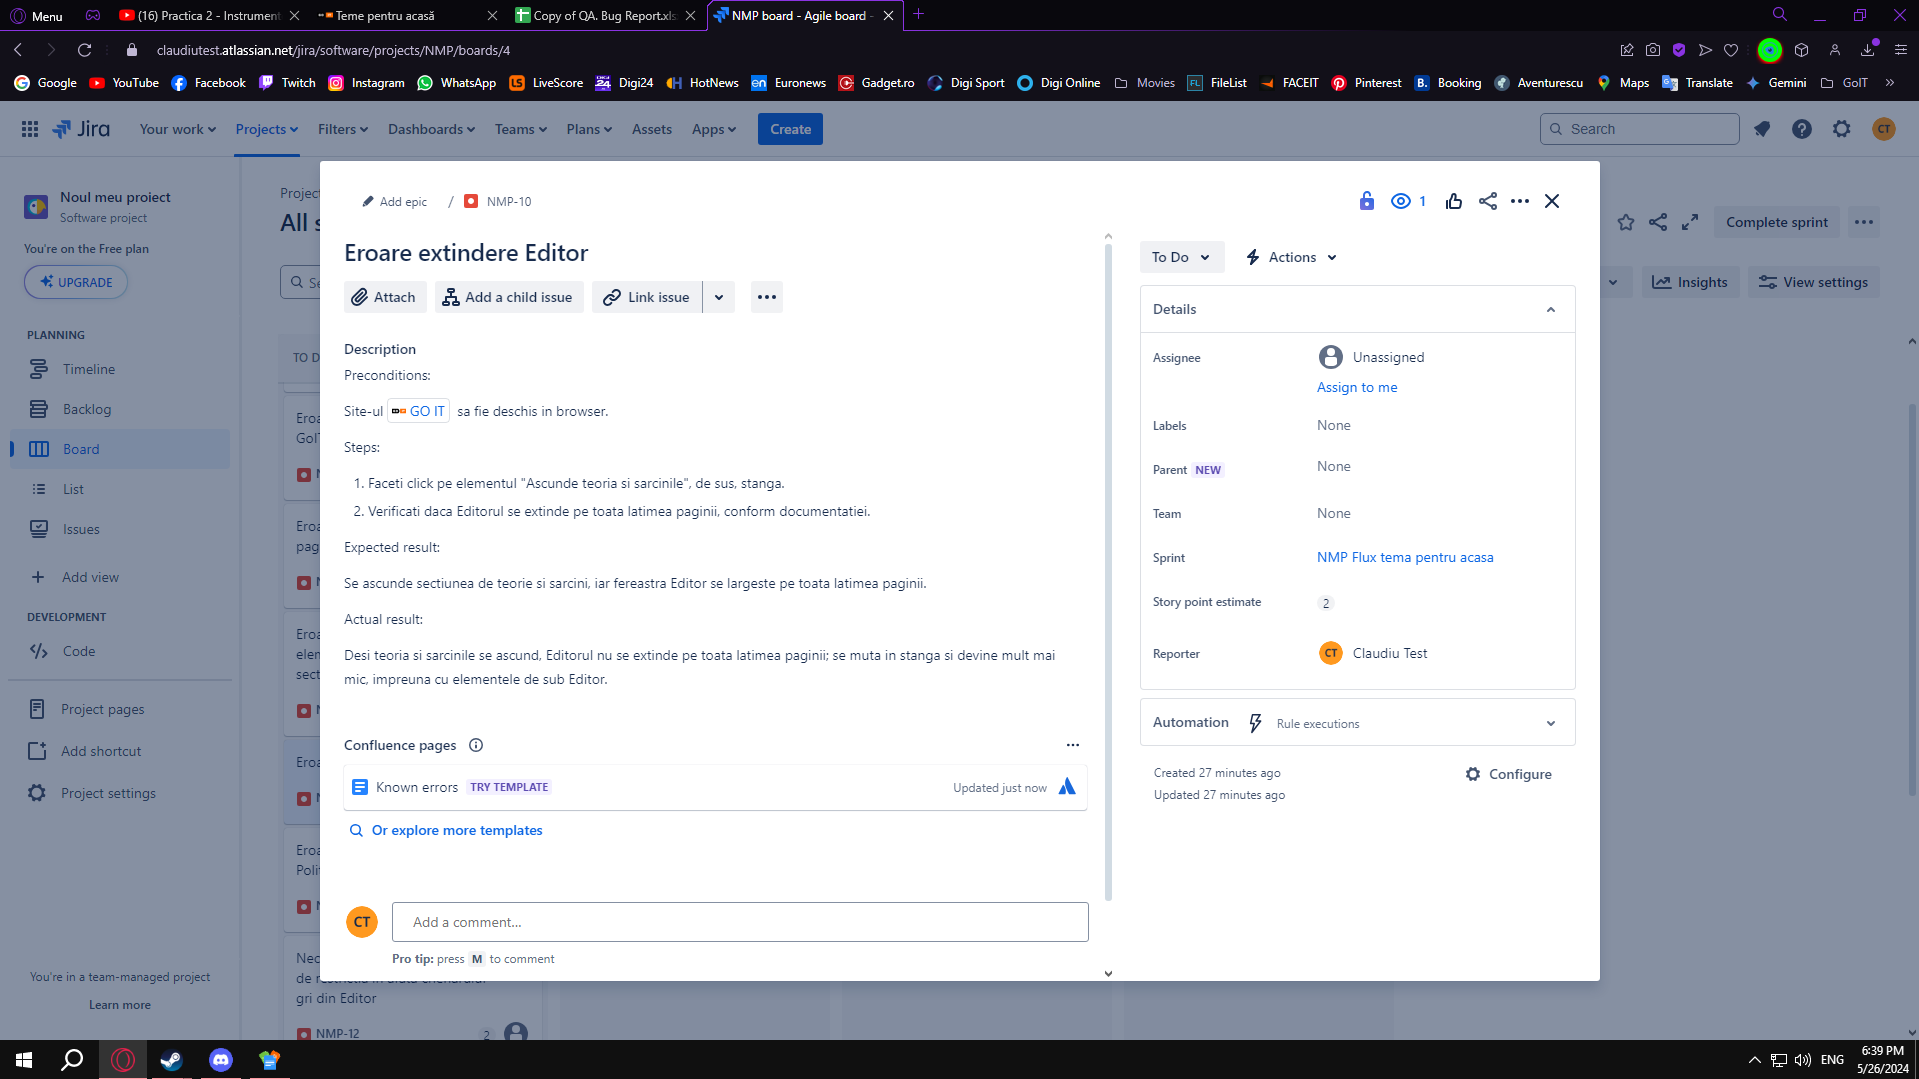 Menu
(16) Practica 2 - Instrument
Teme pentru acasă
Copy of QA. Bug Report.xls
NMP board - Agile board -
claudiutest.atlassian.net/jira/software/projects/NMP/boards/4
Google YouTube Facebook Twitch Instagram WhatsApp LiveScore Digi24 HotNews Euronews Gadget.ro Digi Sport Digi Online Movies FileList FACEIT Pinterest Booking Aventurescu Maps Translate Gemini GoIT »
Jira Your work Projects Filters Dashboards Teams Plans Assets Apps Create Search CT
Noul meu proiect
Software project
You're on the Free plan
UPGRADE
PLANNING
Timeline
Backlog
Board
List
Issues
Add view
DEVELOPMENT
Code
Project pages
Add shortcut
Project settings
You're in a team-managed project
Learn more
Project
All s
Complete sprint
Insights
View settings
TO D
Eroa
GoIT
Eroa
pag
Eroa
elem
sect
Eroa
Eroa
Polit
gri din Editor
NMP-12 2
Add epic / NMP-10
1
Eroare extindere Editor
Attach
Add a child issue
Link issue
Description
Preconditions:
Site-ul GO IT sa fie deschis in browser.
Steps:
1. Faceti click pe elementul "Ascunde teoria si sarcinile", de sus, stanga.
2. Verificati daca Editorul se extinde pe toata latimea paginii, conform documentatiei.
Expected result:
Se ascunde sectiunea de teorie si sarcini, iar fereastra Editor se largeste pe toata latimea paginii.
Actual result:
Desi teoria si sarcinile se ascund, Editorul nu se extinde pe toata latimea paginii; se muta in stanga si devine mult mai
mic, impreuna cu elementele de sub Editor.
Confluence pages
Known errors TRY TEMPLATE Updated just now
Or explore more templates
CT Add a comment...
Pro tip: press M to comment
To Do
Actions
Details
Assignee Unassigned
Assign to me
Labels None
Parent NEW None
Team None
Sprint NMP Flux tema pentru acasa
Story point estimate 2
Reporter CT Claudiu Test
Automation Rule executions
Created 27 minutes ago
Updated 27 minutes ago
Configure
ENG
6:39 PM
5/26/2024